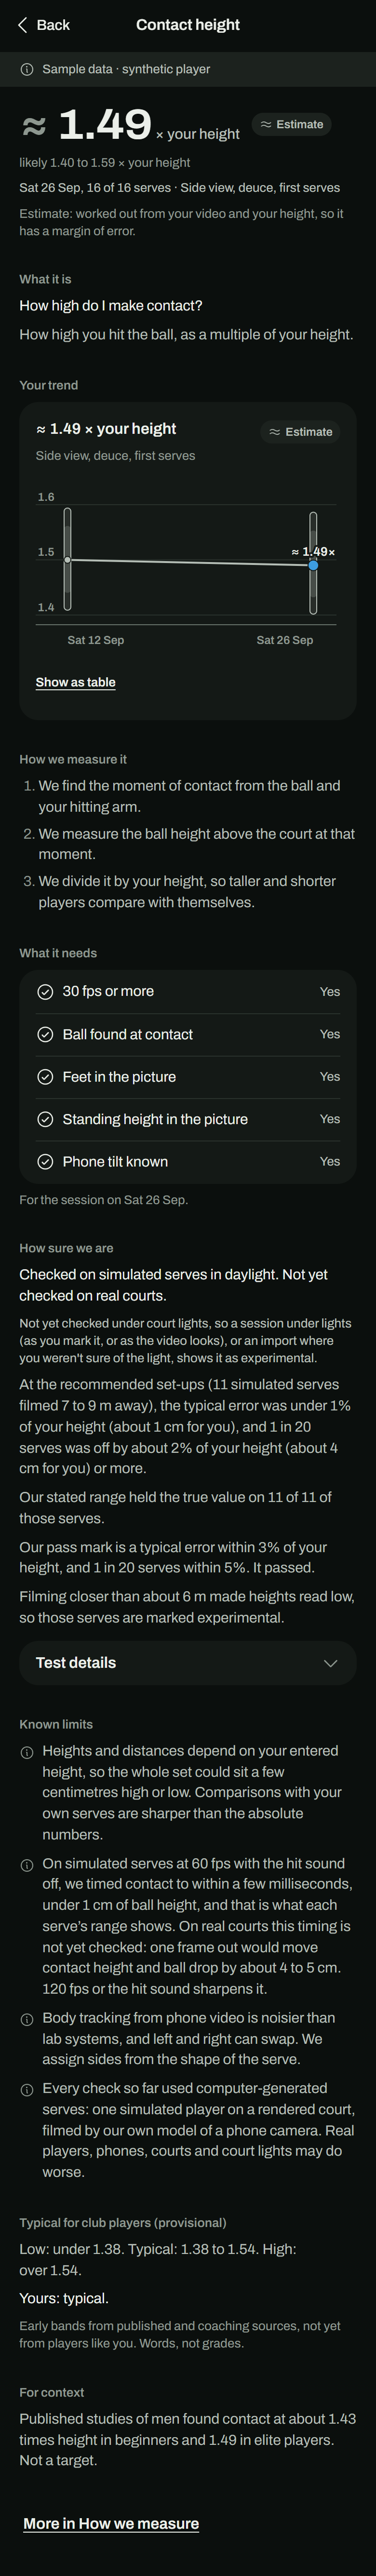 Back
Contact height
Sample data · synthetic player
≈ 1.49 × your height
≈ Estimate
likely 1.40 to 1.59 × your height
Sat 26 Sep, 16 of 16 serves · Side view, deuce, first serves
Estimate: worked out from your video and your height, so it
has a margin of error.
What it is
How high do I make contact?
How high you hit the ball, as a multiple of your height.
Your trend
≈ 1.49 × your height
≈ Estimate
Side view, deuce, first serves
1.6
1.5
≈ 1.49×
1.4
Sat 12 Sep
Sat 26 Sep
Show as table
How we measure it
1. We find the moment of contact from the ball and
your hitting arm.
2. We measure the ball height above the court at that
moment.
3. We divide it by your height, so taller and shorter
players compare with themselves.
What it needs
30 fps or more Yes
Ball found at contact Yes
Feet in the picture Yes
Standing height in the picture Yes
Phone tilt known Yes
For the session on Sat 26 Sep.
How sure we are
Checked on simulated serves in daylight. Not yet
checked on real courts.
Not yet checked under court lights, so a session under lights
(as you mark it, or as the video looks), or an import where
you weren't sure of the light, shows it as experimental.
At the recommended set-ups (11 simulated serves
filmed 7 to 9 m away), the typical error was under 1%
of your height (about 1 cm for you), and 1 in 20
serves was off by about 2% of your height (about 4
cm for you) or more.
Our stated range held the true value on 11 of 11 of
those serves.
Our pass mark is a typical error within 3% of your
height, and 1 in 20 serves within 5%. It passed.
Filming closer than about 6 m made heights read low,
so those serves are marked experimental.
Test details
Known limits
Heights and distances depend on your entered
height, so the whole set could sit a few
centimetres high or low. Comparisons with your
own serves are sharper than the absolute
numbers.
On simulated serves at 60 fps with the hit sound
off, we timed contact to within a few milliseconds,
under 1 cm of ball height, and that is what each
serve's range shows. On real courts this timing is
not yet checked: one frame out would move
contact height and ball drop by about 4 to 5 cm.
120 fps or the hit sound sharpens it.
Body tracking from phone video is noisier than
lab systems, and left and right can swap. We
assign sides from the shape of the serve.
Every check so far used computer-generated
serves: one simulated player on a rendered court,
filmed by our own model of a phone camera. Real
players, phones, courts and court lights may do
worse.
Typical for club players (provisional)
Low: under 1.38. Typical: 1.38 to 1.54. High:
over 1.54.
Yours: typical.
Early bands from published and coaching sources, not yet
from players like you. Words, not grades.
For context
Published studies of men found contact at about 1.43
times height in beginners and 1.49 in elite players.
Not a target.
More in How we measure